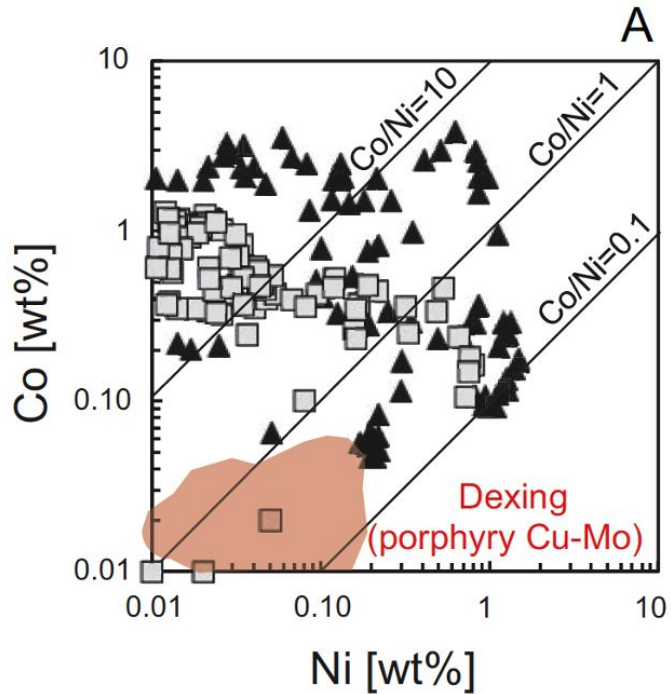 A
10
1
0.10
0.01
Co [wt%]
Co/Ni=10
Co/Ni=1
Co/Ni=0.1
Dexing
(porphyry Cu-Mo)
0.01
0.10
1
10
Ni [wt%]